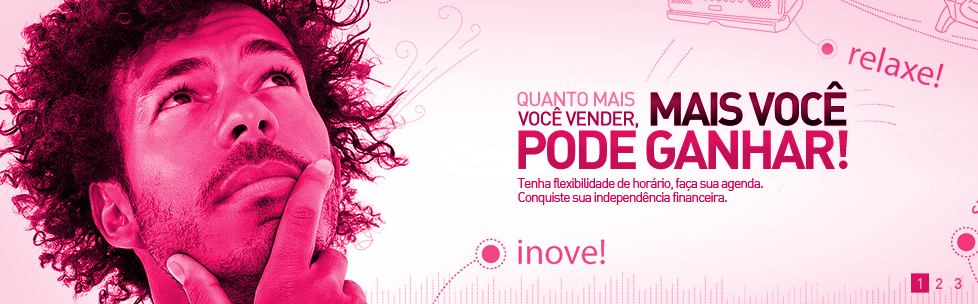 relaxe!
QUANTO MAIS
VOCÊ VENDER, MAIS VOCÊ
PODE GANHAR!
Tenha flexibilidade de horário, faça sua agenda.
Conquiste sua independência financeira.
inove!
1 2 3